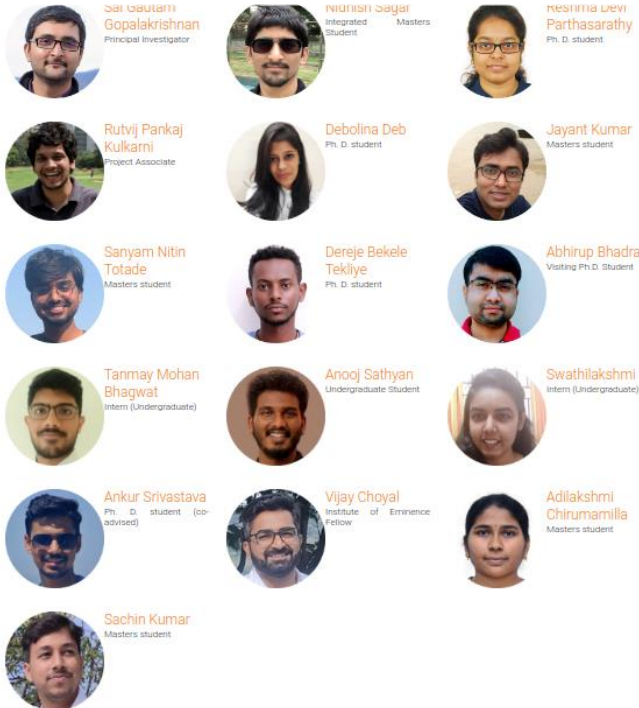 Sai Gautam
Gopalakrishnan
Principal Investigator
Nidhish Sagar
Integrated Masters
Student
Reshma Devi
Parthasarathy
Ph. D. student
Rutvij Pankaj
Kulkarni
Project Associate
Debolina Deb
Ph. D. student
Jayant Kumar
Masters student
Sanyam Nitin
Totade
Masters student
Dereje Bekele
Tekliye
Ph. D. student
Abhirup Bhadra
Visiting Ph.D. Student
Tanmay Mohan
Bhagwat
Intern (Undergraduate)
Anooj Sathyan
Undergraduate Student
Swathilakshmi
Intern (Undergraduate)
Ankur Srivastava
Ph. D. student (co-
advised)
Vijay Choyal
Institute of Eminence
Fellow
Adilakshmi
Chirumamilla
Masters student
Sachin Kumar
Masters student